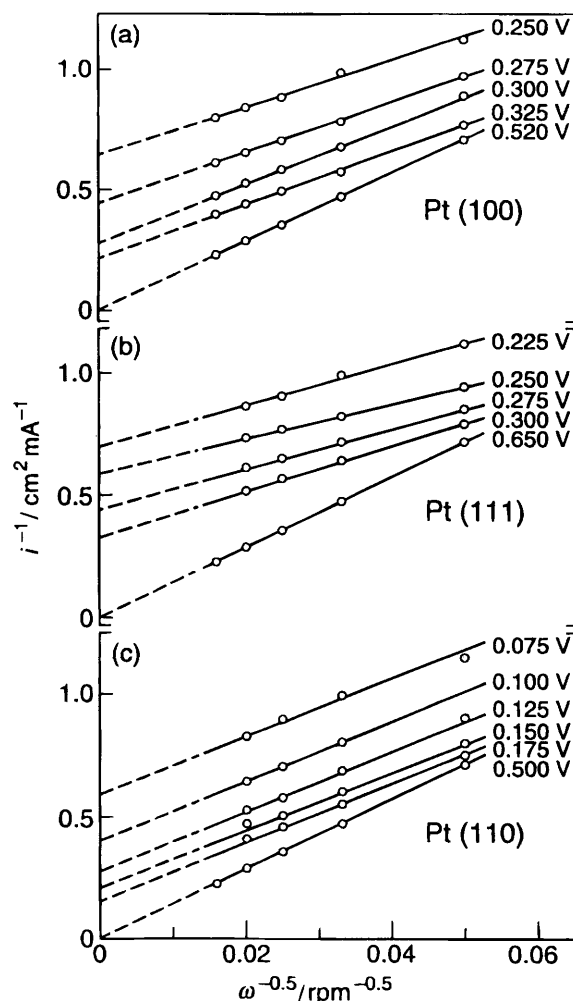 (a)
0.250 V
1.0
0.275 V
0.300 V
0.325 V
0.5
0.520 V
Pt (100)
0
(b)
0.225 V
1.0
0.250 V
0.275 V
0.300 V
0.5
0.650 V
Pt (111)
0
i⁻¹/cm² mA⁻¹
(c)
0.075 V
1.0
0.100 V
0.125 V
0.150 V
0.175 V
0.5
0.500 V
Pt (110)
0
0 0.02 0.04 0.06
ω⁻⁰·⁵/rpm⁻⁰·⁵